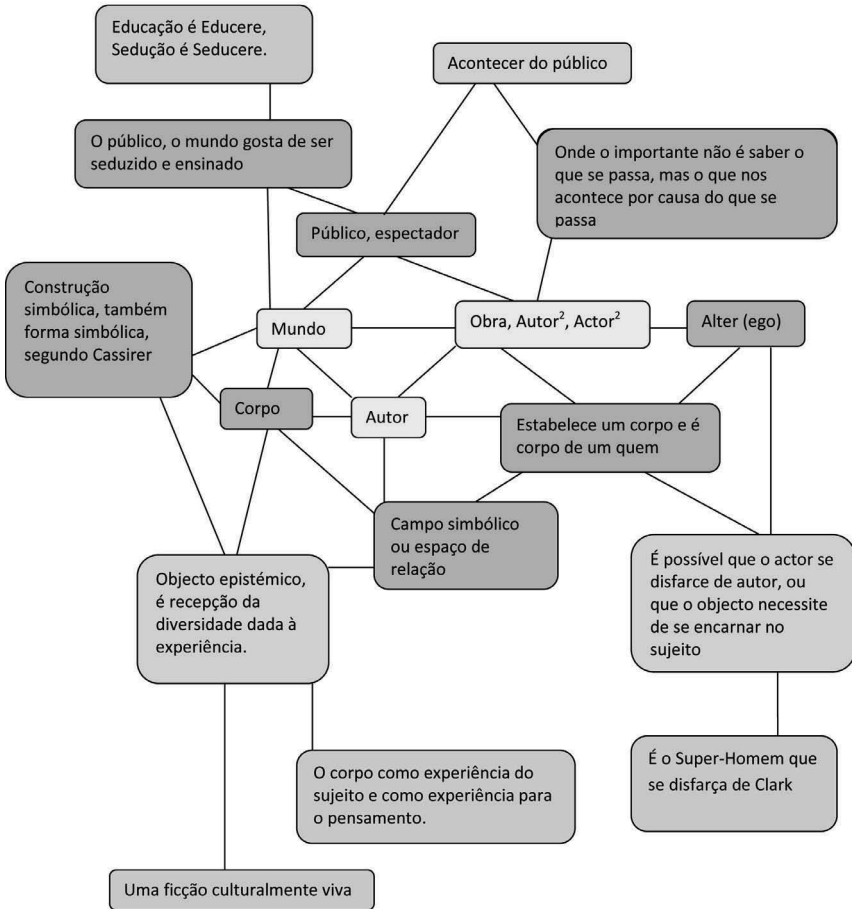 Educação é Educere,
Sedução é Seducere.
Acontecer do público
O público, o mundo gosta de ser
seduzido e ensinado
Onde o importante não é saber o
que se passa, mas o que nos
acontece por causa do que se
passa
Público, espectador
Construção
simbólica, também
forma simbólica,
segundo Cassirer
Mundo
Obra, Autor², Actor²
Alter (ego)
Corpo
Autor
Estabelece um corpo e é
corpo de um quem
Campo simbólico
ou espaço de
relação
Objecto epistémico,
é recepção da
diversidade dada à
experiência.
É possível que o actor se
disfarce de autor, ou
que o objecto necessite
de se encarnar no
sujeito
O corpo como experiência do
sujeito e como experiência para
o pensamento.
É o Super-Homem que
se disfarça de Clark
Uma ficção culturalmente viva